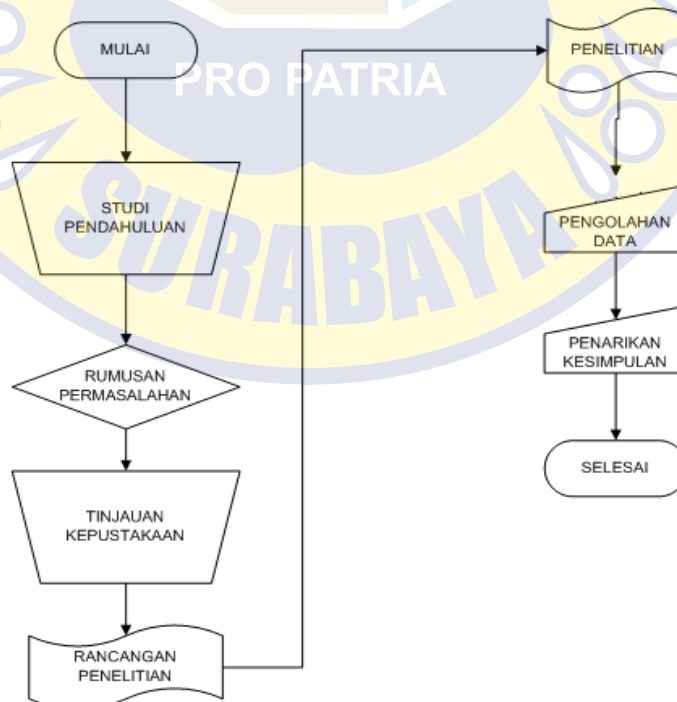 MULAI
PRO PATRIA
SURABAYA
STUDI
PENDAHULUAN
RUMUSAN
PERMASALAHAN
TINJAUAN
KEPUSTAKAAN
RANCANGAN
PENELITIAN
PENELITIAN
PENGOLAHAN
DATA
PENARIKAN
KESIMPULAN
SELESAI